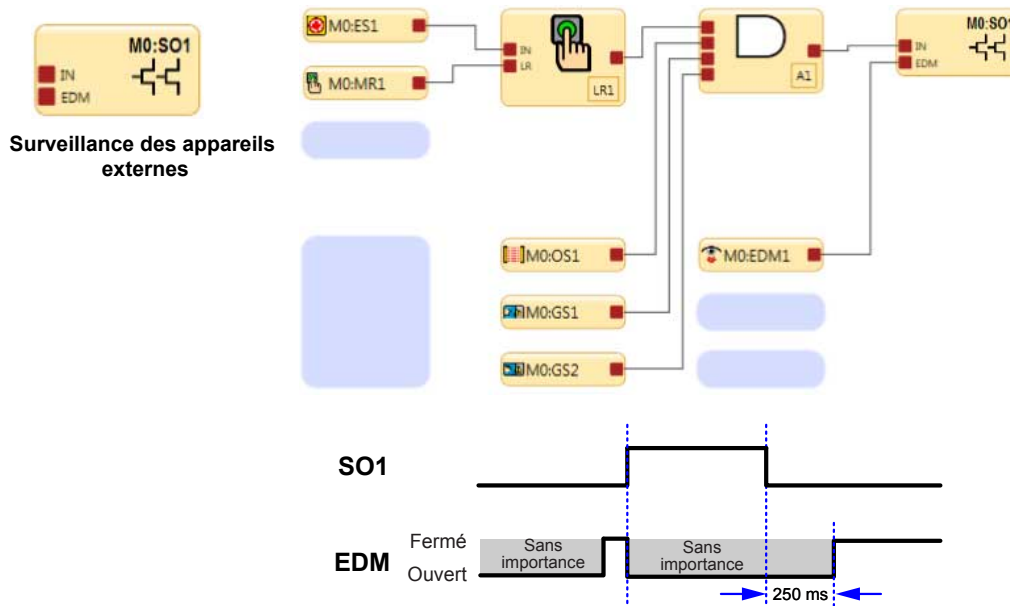 M0:SO1
IN
EDM
Surveillance des appareils
externes
M0:ES1
M0:MR1
IN
LR
LR1
A1
M0:SO1
IN
EDM
M0:OS1
M0:EDM1
M0:GS1
M0:GS2
SO1
EDM
Fermé
Ouvert
Sans
importance
Sans
importance
250 ms